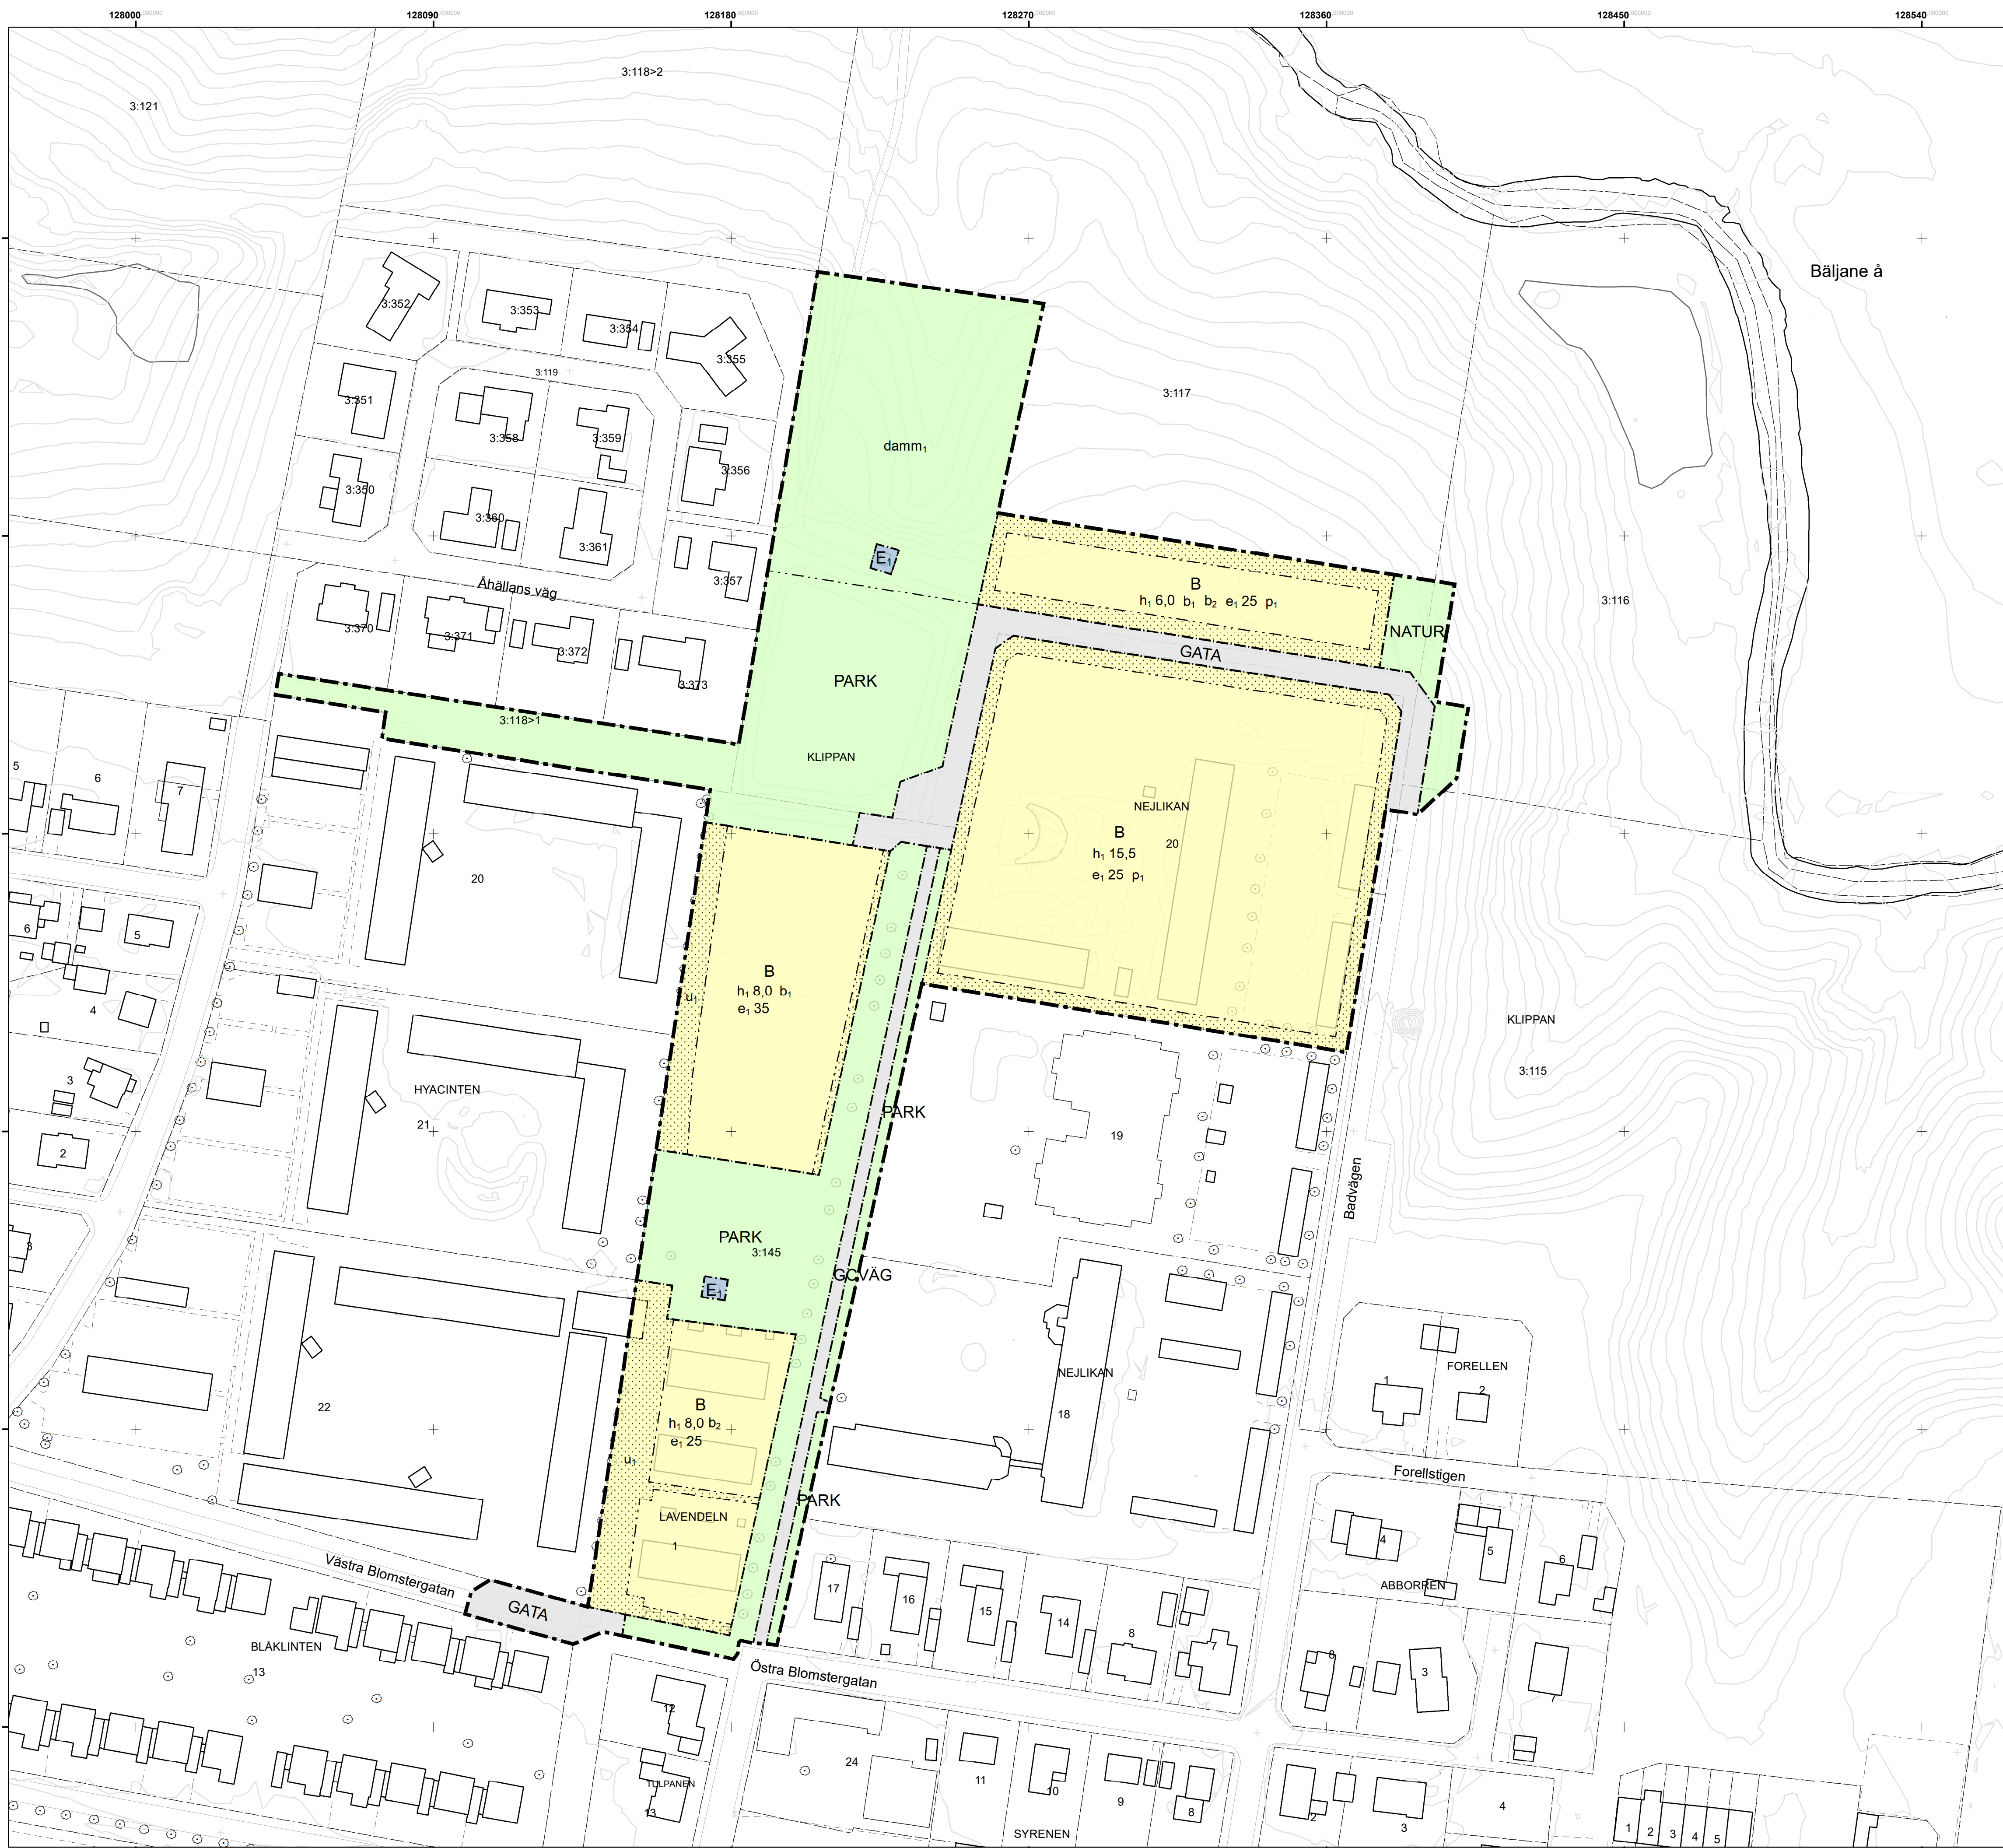 128000
128090
128180
128270
128360
128450
128540
3:118>2
3:121
Bäljane å
3:352
3:353
3:354
3:355
3:119
3:117
3:351
3:358
3:359
damm₁
3:356
3:350
3:360
3:361
E₁
3:357
Åhällans väg
B
h₁ 6,0 b₁ b₂ e₁ 25 p₁
3:116
3:370
3:371
3:372
3:373
NATUR
GATA
PARK
3:118>1
KLIPPAN
5
6
7
NEJLIKAN
20
B
h₁ 15,5
e₁ 25 p₁
20
6
5
4
B
h₁ 8,0 b₁
e₁ 35
u₁
KLIPPAN
3:115
3
HYACINTEN
21
PARK
19
2
Badvägen
3
PARK
3:145
GCVÄG
E₁
NEJLIKAN
18
FORELLEN
1
2
22
B
h₁ 8,0 b₂
e₁ 25
u₁
Forellstigen
PARK
LAVENDELN
1
4
5
6
ABBORREN
Västra Blomstergatan
GATA
17
16
15
14
8
7
8
3
7
BLÅKLINTEN
13
Östra Blomstergatan
12
TULPANEN
13
24
11
10
9
8
SYRENEN
2
3
4
1
2
3
4
5